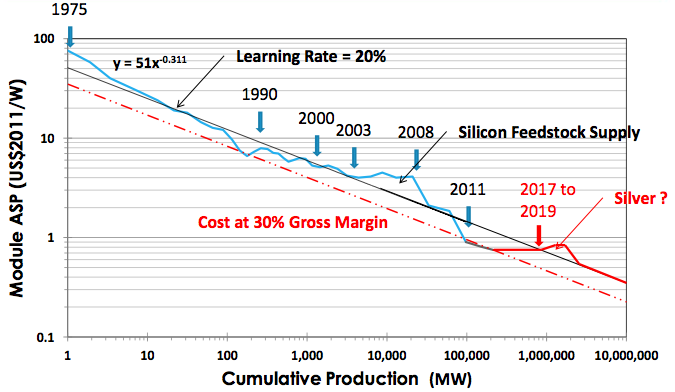 1975
100
y = 51x-0.311
Learning Rate = 20%
1990
2000
2003
2008
Silicon Feedstock Supply
10
2011
2017 to
2019
Silver ?
Cost at 30% Gross Margin
1
0.1
Module ASP (US$2011/W)
1
10
100
1,000
10,000
100,000
1,000,000
10,000,000
Cumulative Production (MW)